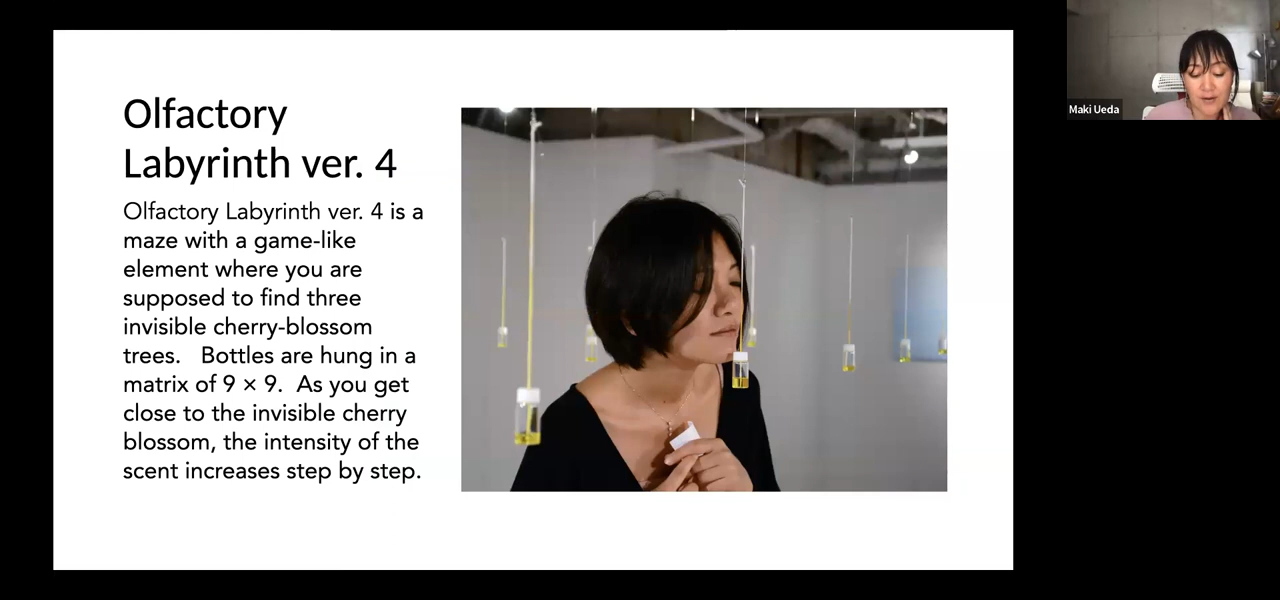 Olfactory
Labyrinth ver. 4
Olfactory Labyrinth ver. 4 is a
maze with a game-like
element where you are
supposed to find three
invisible cherry-blossom
trees.   Bottles are hung in a
matrix of 9 × 9.  As you get
close to the invisible cherry
blossom, the intensity of the
scent increases step by step.
Maki Ueda